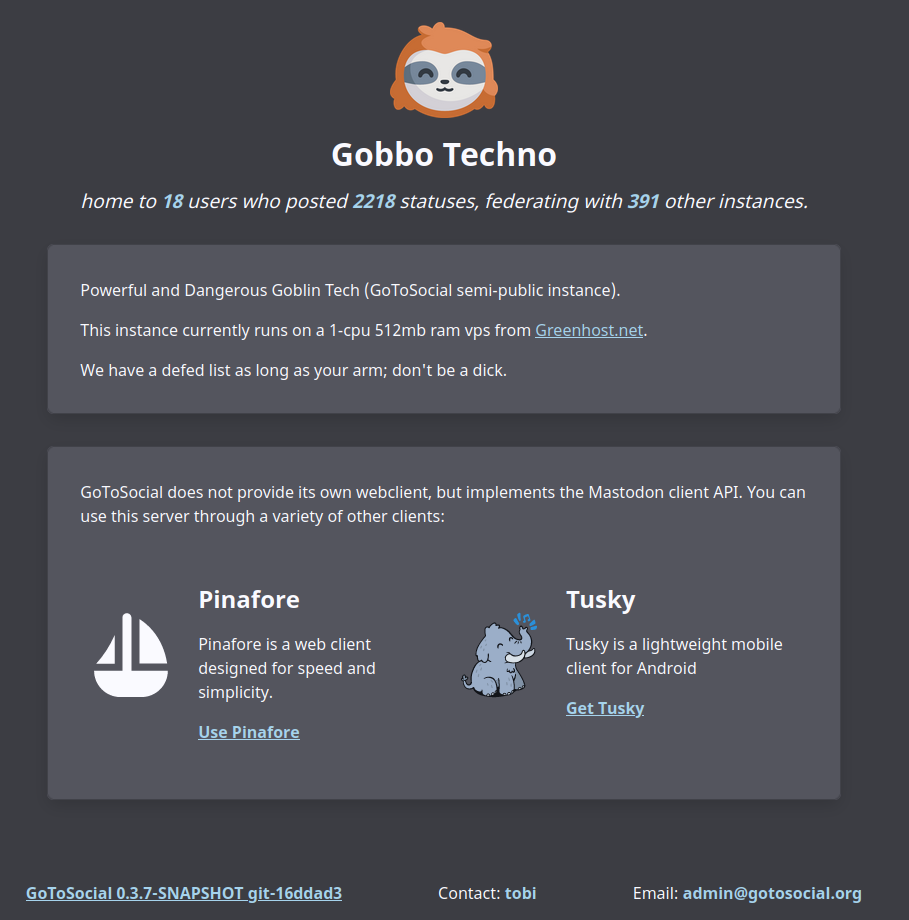 Gobbo Techno
home to 18 users who posted 2218 statuses, federating with 391 other instances.
Powerful and Dangerous Goblin Tech (GoToSocial semi-public instance).
This instance currently runs on a 1-cpu 512mb ram vps from Greenhost.net.
We have a defed list as long as your arm; don't be a dick.
GoToSocial does not provide its own webclient, but implements the Mastodon client API. You can
use this server through a variety of other clients:
Pinafore
Pinafore is a web client
designed for speed and
simplicity.
Use Pinafore
Tusky
Tusky is a lightweight mobile
client for Android
Get Tusky
GoToSocial 0.3.7-SNAPSHOT git-16ddad3
Contact: tobi
Email: admin@gotosocial.org